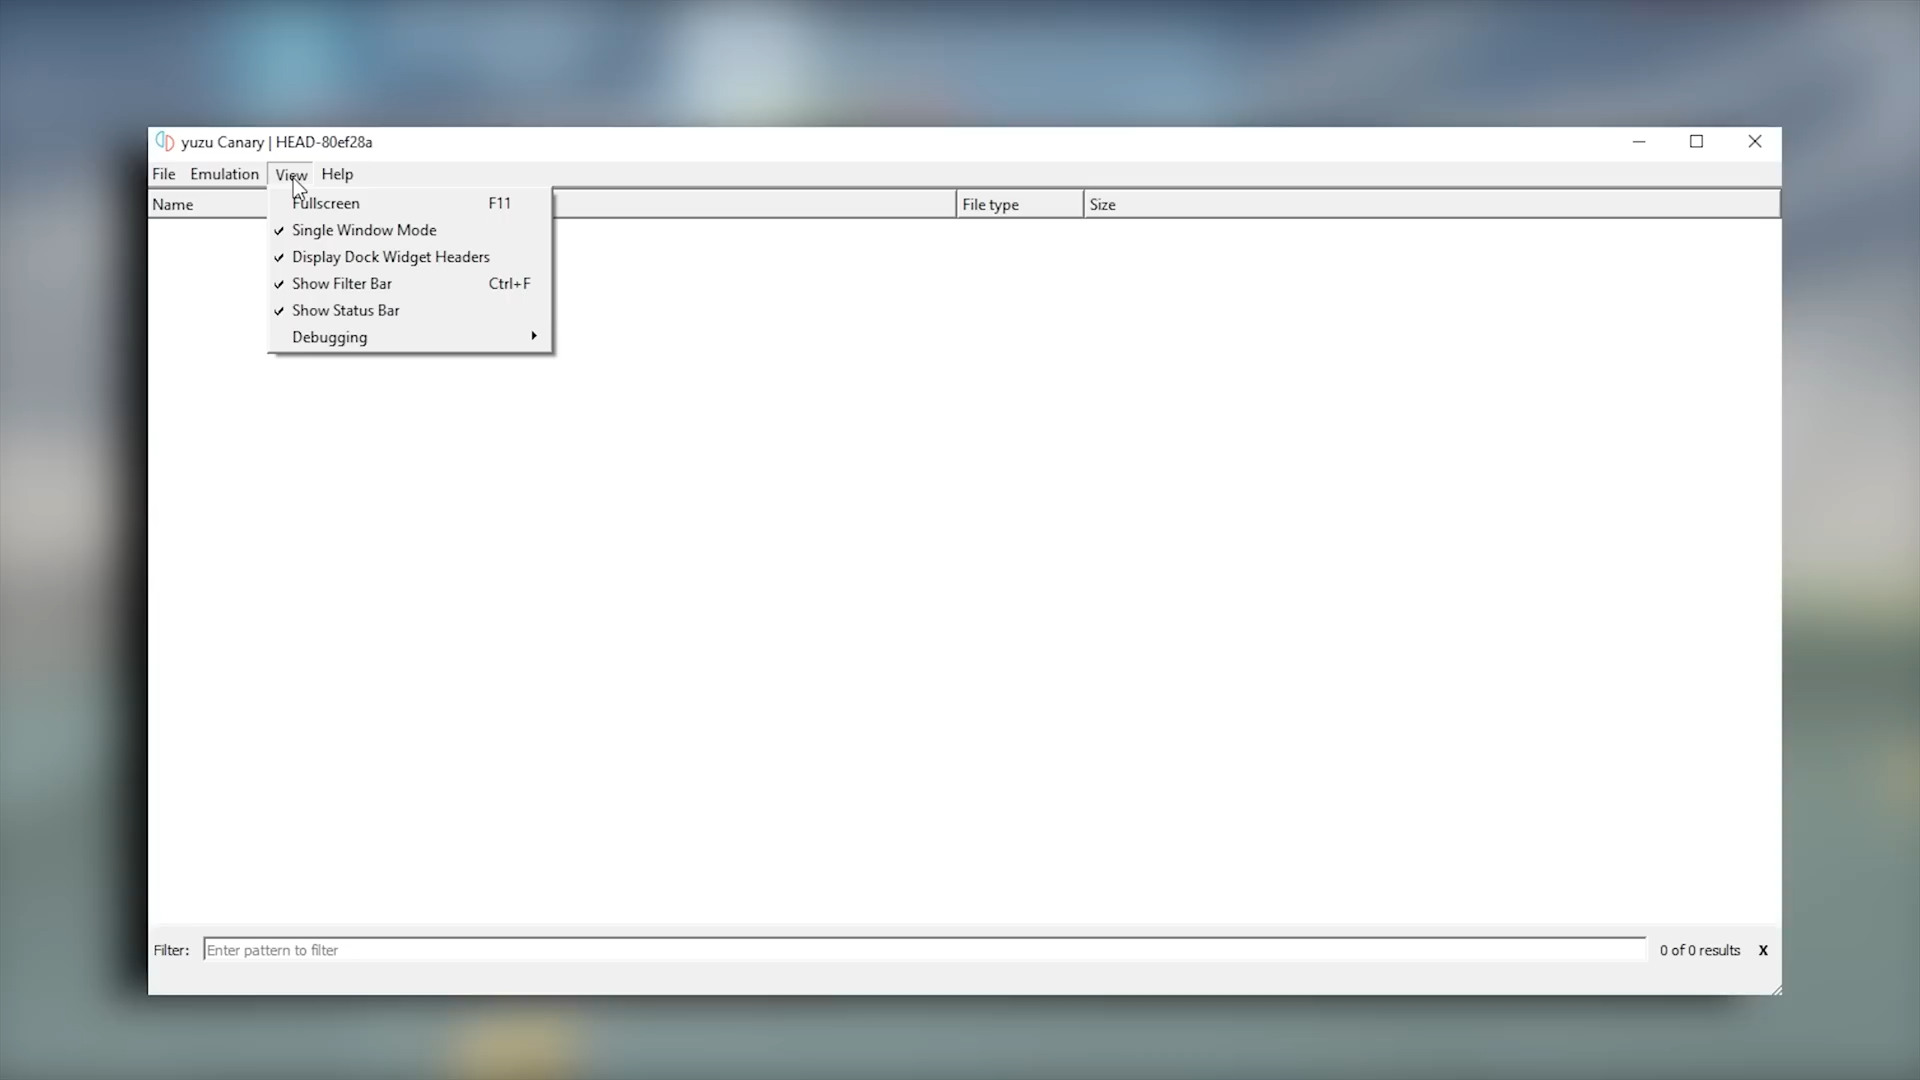 yuzu Canary | HEAD-80ef28a
File Emulation View Help
Name File type Size
Fullscreen F11
Single Window Mode
Display Dock Widget Headers
Show Filter Bar Ctrl+F
Show Status Bar
Debugging
Filter: Enter pattern to filter 0 of 0 results X